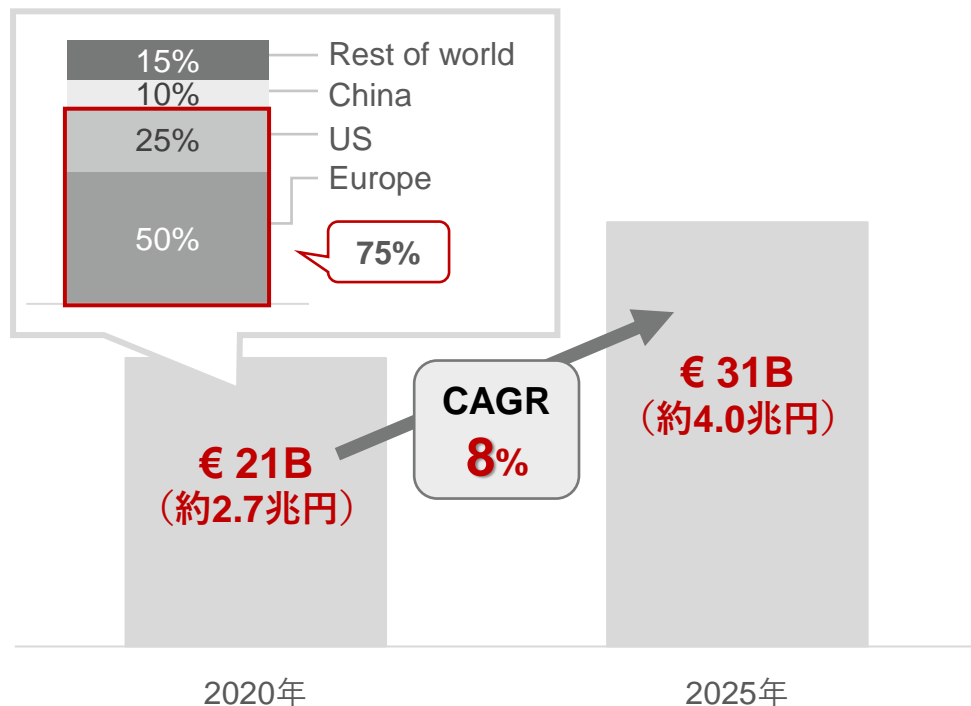 15%
Rest of world
10%
China
25%
US
Europe
50%
75%
CAGR
8%
€ 21B
（約2.7兆円）
€ 31B
（約4.0兆円）
2020年
2025年